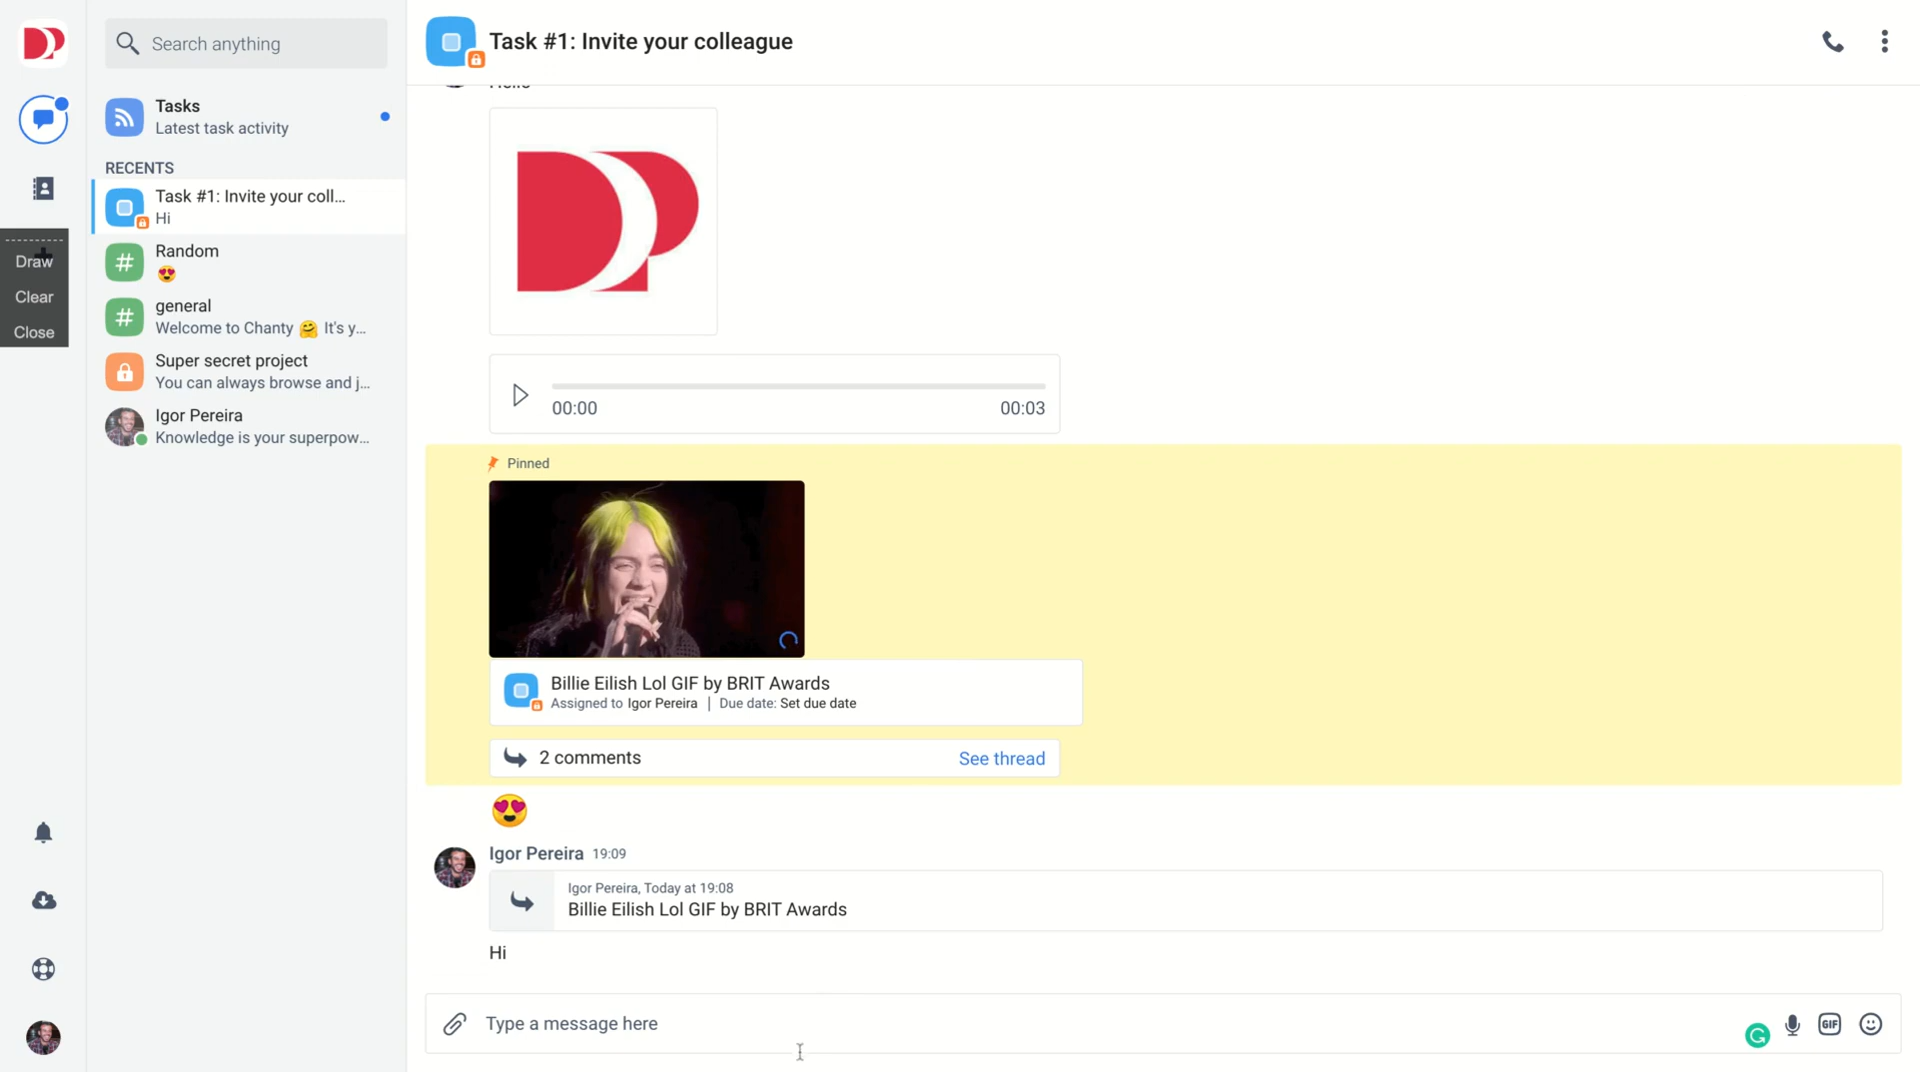 Search anything
Tasks
Latest task activity
RECENTS
Task #1: Invite your coll...
Hi
Random
general
Welcome to Chanty 🤗 It's y...
Super secret project
You can always browse and j...
Igor Pereira
Knowledge is your superpow...
Draw
Clear
Close
Task #1: Invite your colleague
Hello
00:00
00:03
Pinned
Billie Eilish Lol GIF by BRIT Awards
Assigned to Igor Pereira | Due date: Set due date
2 comments
See thread
Igor Pereira 19:09
Igor Pereira, Today at 19:08
Billie Eilish Lol GIF by BRIT Awards
Hi
Type a message here
GIF